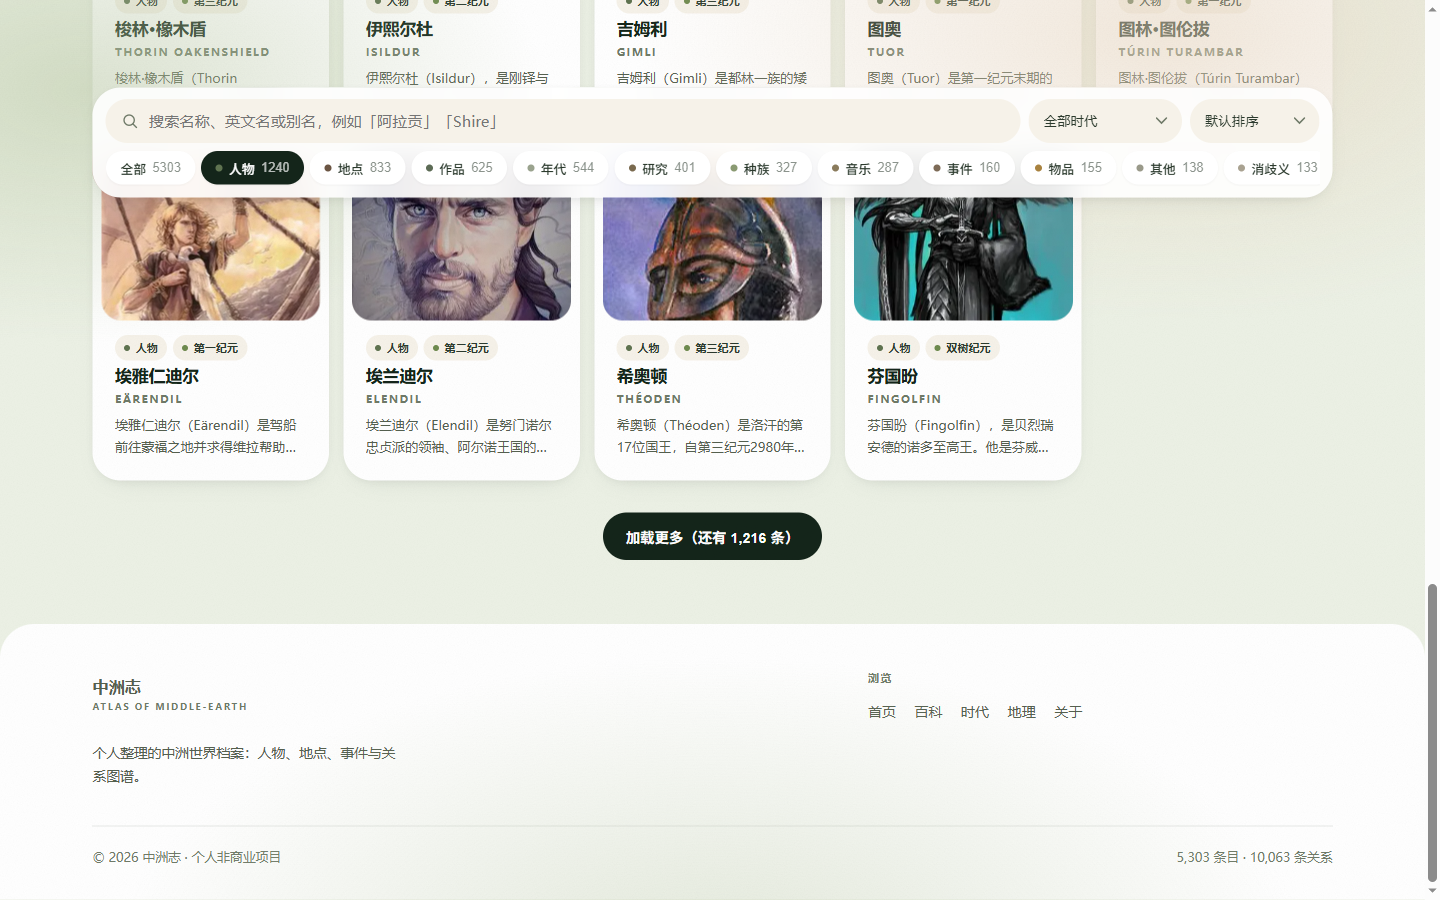 人物 第三纪元
人物 第二纪元
人物 第三纪元
人物 第一纪元
人物 第一纪元
梭林·橡木盾
伊熙尔杜
吉姆利
图奥
图林·图伦拔
THORIN OAKENSHIELD
ISILDUR
GIMLI
TUOR
TÚRIN TURAMBAR
梭林·橡木盾（Thorin
伊熙尔杜（Isildur），是刚铎与
吉姆利（Gimli）是都林一族的矮
图奥（Tuor）是第一纪元末期的
图林·图伦拔（Túrin Turambar）
搜索名称、英文名或别名，例如「阿拉贡」「Shire」
全部时代
默认排序
全部 5303
人物 1240
地点 833
作品 625
年代 544
研究 401
种族 327
音乐 287
事件 160
物品 155
其他 138
消歧义 133
人物 第一纪元
埃雅仁迪尔
EÄRENDIL
埃雅仁迪尔（Eärendil）是驾船
前往蒙福之地并求得维拉帮助...
人物 第二纪元
埃兰迪尔
ELENDIL
埃兰迪尔（Elendil）是努门诺尔
忠贞派的领袖、阿尔诺王国的...
人物 第三纪元
希奥顿
THÉODEN
希奥顿（Théoden）是洛汗的第
17位国王，自第三纪元2980年...
人物 双树纪元
芬国昐
FINGOLFIN
芬国昐（Fingolfin），是贝烈瑞
安德的诺多至高王。他是芬威...
加载更多（还有 1,216 条）
中洲志
ATLAS OF MIDDLE-EARTH
个人整理的中洲世界档案：人物、地点、事件与关
系图谱。
浏览
首页 百科 时代 地理 关于
© 2026 中洲志 · 个人非商业项目
5,303 条目 · 10,063 条关系